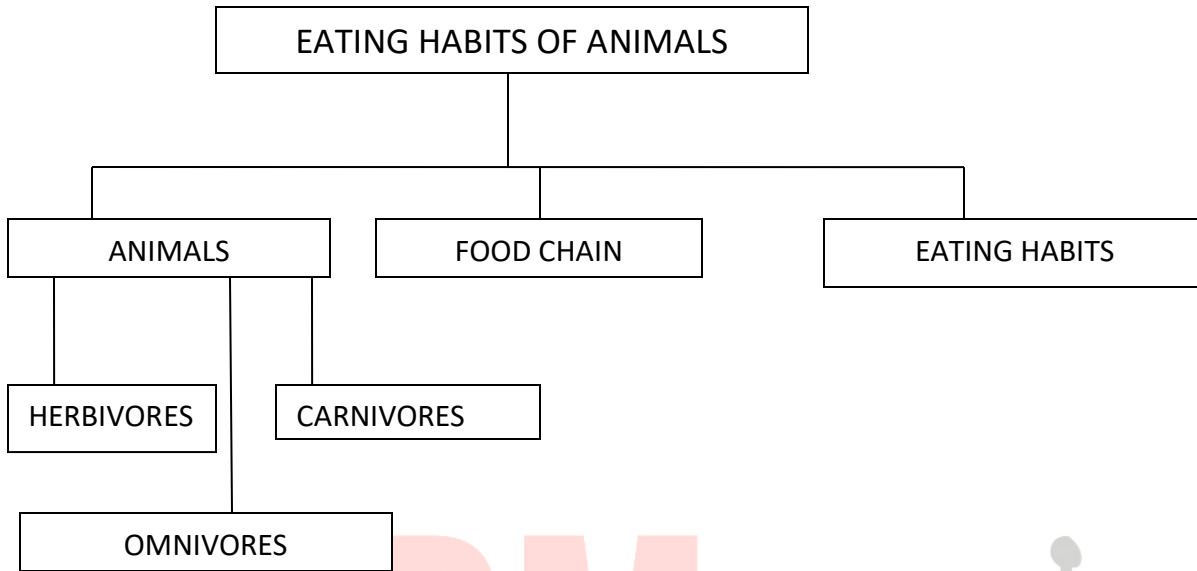 EATING HABITS OF ANIMALS
ANIMALS
FOOD CHAIN
EATING HABITS
HERBIVORES
CARNIVORES
OMNIVORES